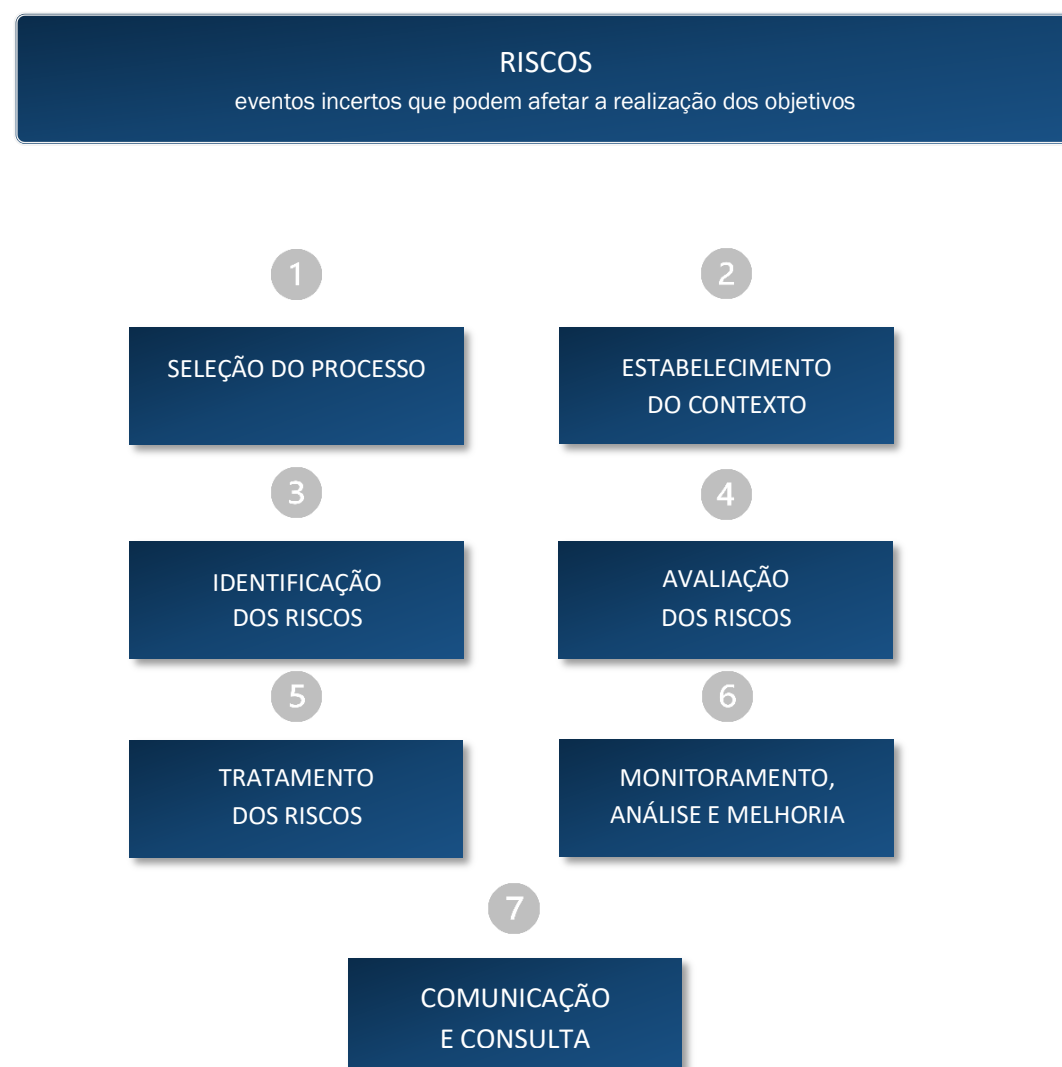 RISCOS
eventos incertos que podem afetar a realização dos objetivos
1
SELEÇÃO DO PROCESSO
2
ESTABELECIMENTO
DO CONTEXTO
3
IDENTIFICAÇÃO
DOS RISCOS
4
AVALIAÇÃO
DOS RISCOS
5
TRATAMENTO
DOS RISCOS
6
MONITORAMENTO,
ANÁLISE E MELHORIA
7
COMUNICAÇÃO
E CONSULTA